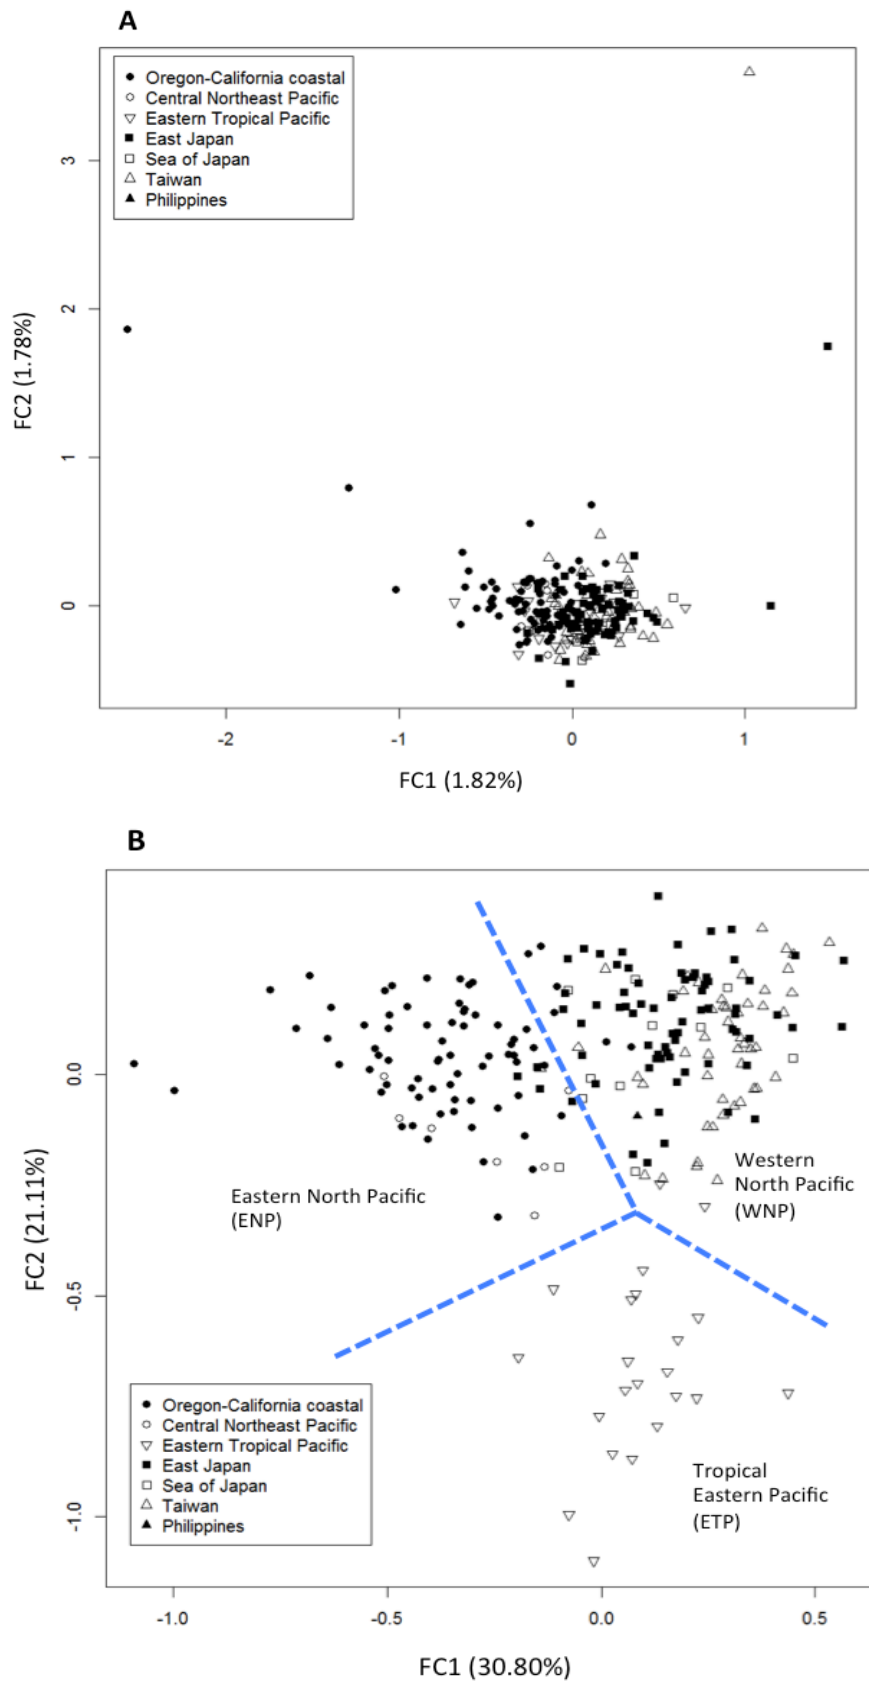 A
Oregon-California coastal
Central Northeast Pacific
Eastern Tropical Pacific
East Japan
Sea of Japan
Taiwan
Philippines
3
2
1
0
FC2 (1.78%)
-2
-1
0
1
FC1 (1.82%)
B
0.0
-0.5
-1.0
FC2 (21.11%)
Eastern North Pacific
(ENP)
Western
North Pacific
(WNP)
Oregon-California coastal
Central Northeast Pacific
Eastern Tropical Pacific
East Japan
Sea of Japan
Taiwan
Philippines
Tropical
Eastern Pacific
(ETP)
-1.0
-0.5
0.0
0.5
FC1 (30.80%)